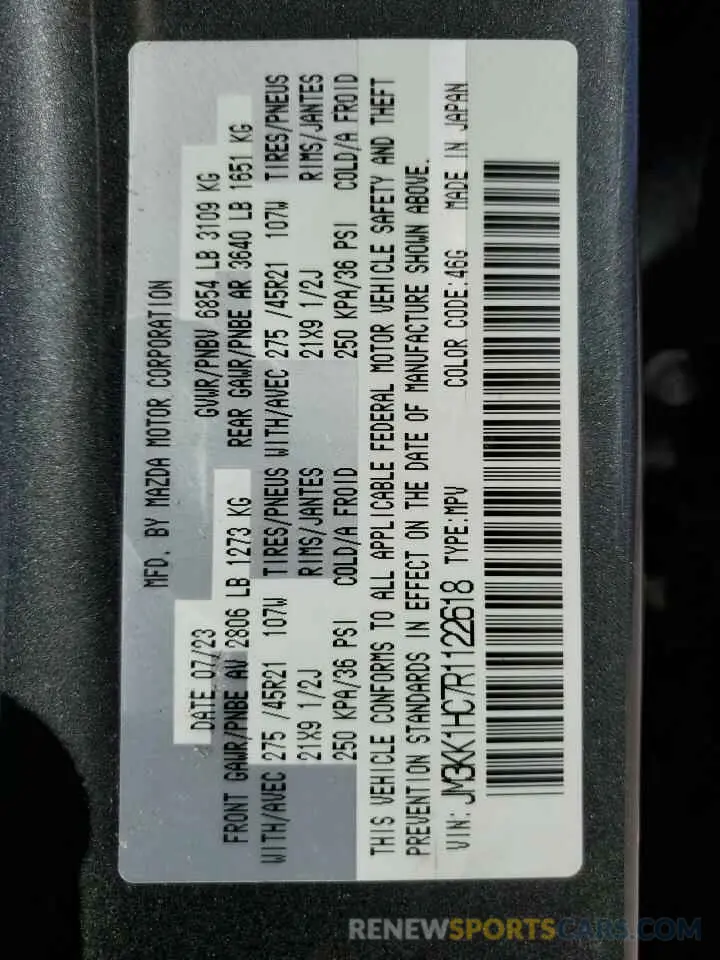 MFD. BY MAZDA MOTOR CORPORATION
DATE 07/23 GVWR/PNBV 6854 LB 3109 KG
FRONT GAWR/PNBE AV 2806 LB 1273 KG REAR GAWR/PNBE AR 3640 LB 1651 KG
WITH/AVEC 275 /45R21 107W TIRES/PNEUS WITH/AVEC 275 /45R21 107W TIRES/PNEUS
21X9 1/2J RIMS/JANTES 21X9 1/2J RIMS/JANTES
250 KPA/36 PSI COLD/A FROID 250 KPA/36 PSI COLD/A FROID
THIS VEHICLE CONFORMS TO ALL APPLICABLE FEDERAL MOTOR VEHICLE SAFETY AND THEFT
PREVENTION STANDARDS IN EFFECT ON THE DATE OF MANUFACTURE SHOWN ABOVE.
VIN: JM3KK1HC7R1122618 TYPE:MPV COLOR CODE:46G MADE IN JAPAN
RENEWSPORTSCARS.COM